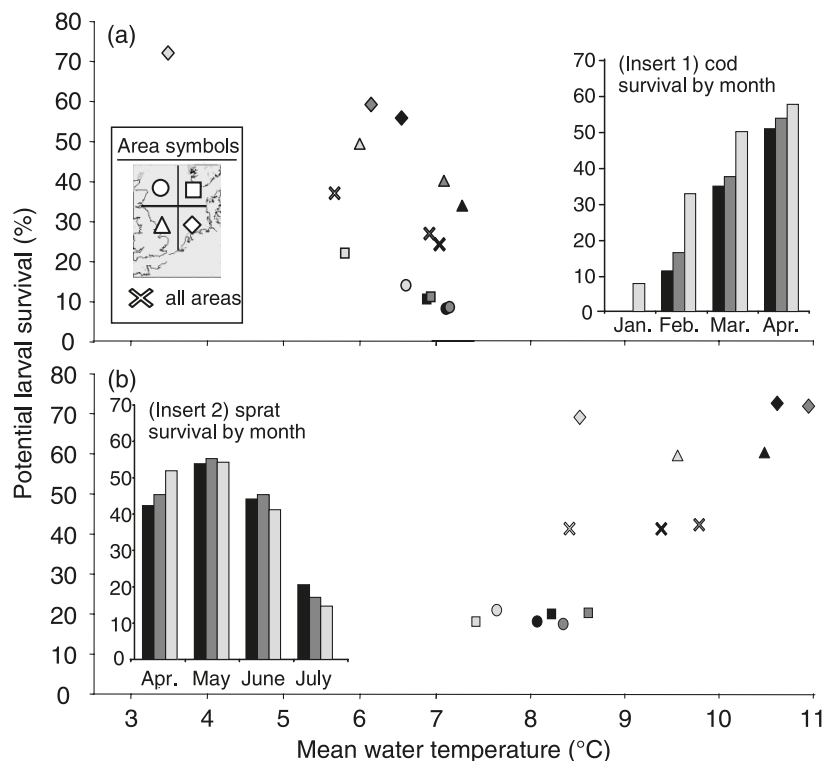 80
70
60
50
40
30
20
10
0
(a)
Area symbols
all areas
(Insert 1) cod
survival by month
70
60
50
40
30
20
10
0
Jan. Feb. Mar. Apr.
Potential larval survival (%)
80
70
60
50
40
30
20
10
0
(b)
(Insert 2) sprat
survival by month
70
60
50
40
30
20
10
0
Apr. May June July
3 4 5 6 7 8 9 10 11
Mean water temperature (°C)